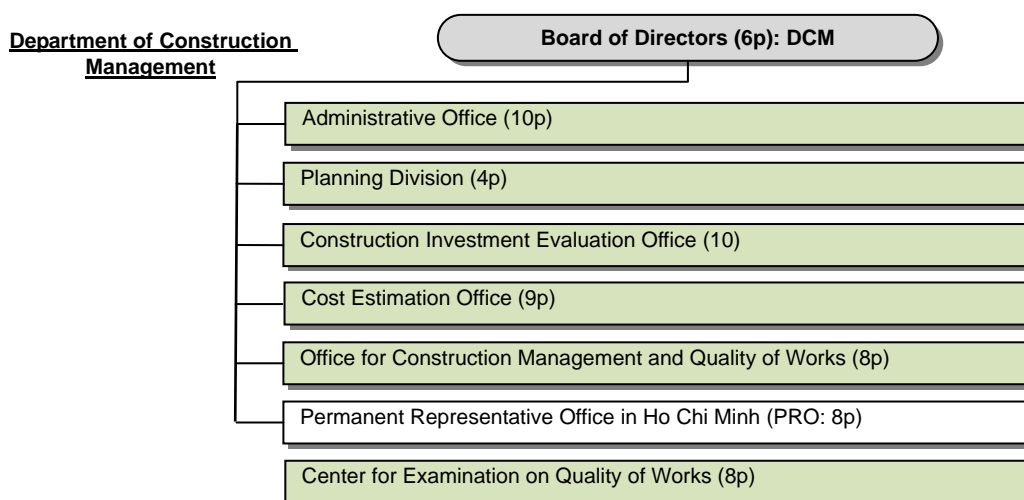 Department of Construction
Management
Board of Directors (6p): DCM
Administrative Office (10p)
Planning Division (4p)
Construction Investment Evaluation Office (10)
Cost Estimation Office (9p)
Office for Construction Management and Quality of Works (8p)
Permanent Representative Office in Ho Chi Minh (PRO: 8p)
Center for Examination on Quality of Works (8p)